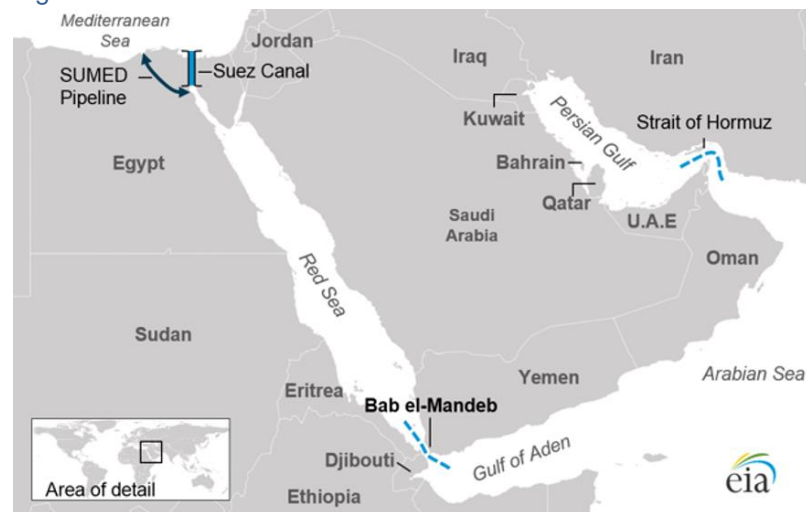 Mediterranean
Sea
Jordan
Iraq
Iran
SUMED
Pipeline
Suez Canal
Kuwait
Persian Gulf
Strait of Hormuz
Egypt
Bahrain
Qatar
Saudi
Arabia
U.A.E
Oman
Red Sea
Sudan
Yemen
Arabian Sea
Eritrea
Bab el-Mandeb
Djibouti
Gulf of Aden
Ethiopia
Area of detail
eia